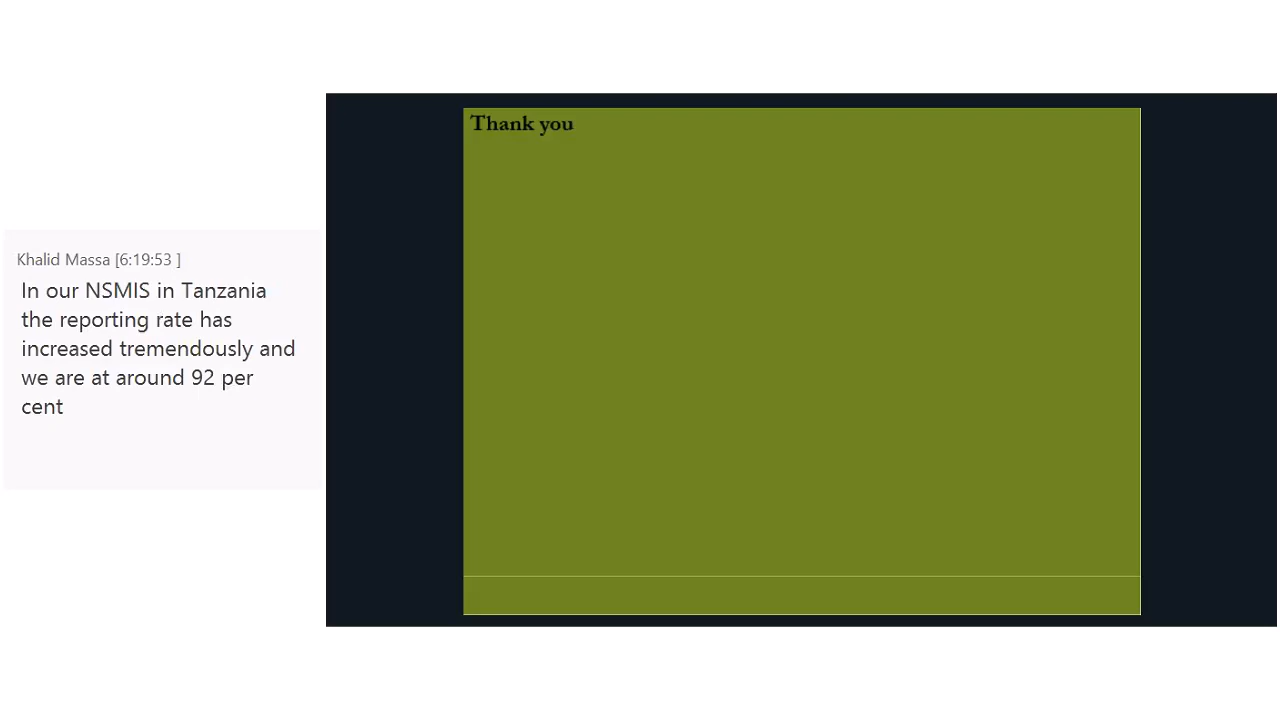 Khalid Massa [6:19:53 ]
In our NSMIS in Tanzania
the reporting rate has
increased tremendously and
we are at around 92 per
cent
Thank you